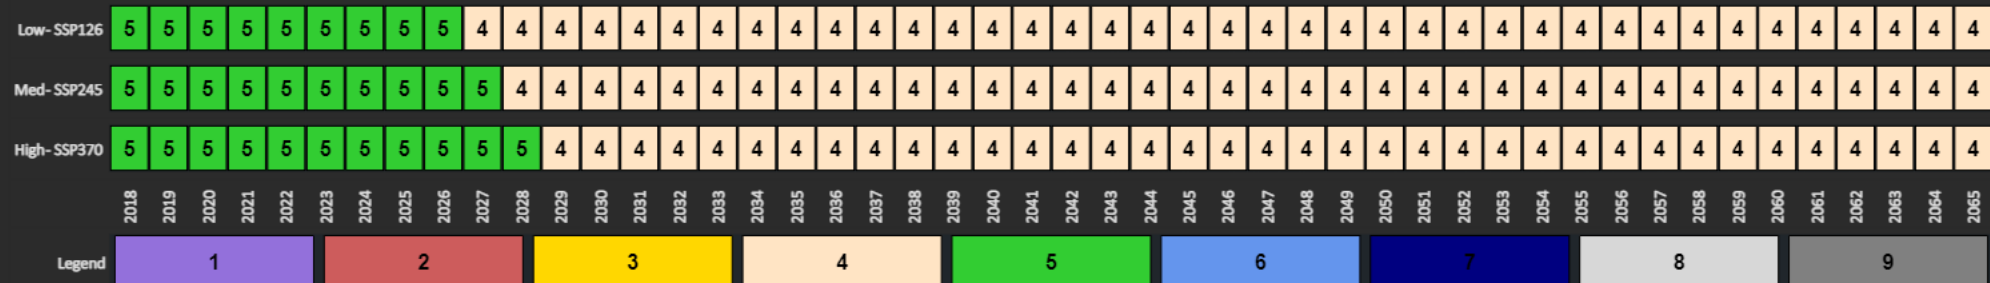 Low- SSP126 5 5 5 5 5 5 5 5 5 4 4 4 4 4 4 4 4 4 4 4 4 4 4 4 4 4 4 4 4 4 4 4 4 4 4 4 4 4 4 4 4 4 4 4 4 4 4 4
Med- SSP245 5 5 5 5 5 5 5 5 5 5 4 4 4 4 4 4 4 4 4 4 4 4 4 4 4 4 4 4 4 4 4 4 4 4 4 4 4 4 4 4 4 4 4 4 4 4 4 4
High- SSP370 5 5 5 5 5 5 5 5 5 5 5 4 4 4 4 4 4 4 4 4 4 4 4 4 4 4 4 4 4 4 4 4 4 4 4 4 4 4 4 4 4 4 4 4 4 4 4 4
2018 2019 2020 2021 2022 2023 2024 2025 2026 2027 2028 2029 2030 2031 2032 2033 2034 2035 2036 2037 2038 2039 2040 2041 2042 2043 2044 2045 2046 2047 2048 2049 2050 2051 2052 2053 2054 2055 2056 2057 2058 2059 2060 2061 2062 2063 2064 2065
Legend 1 2 3 4 5 6 7 8 9